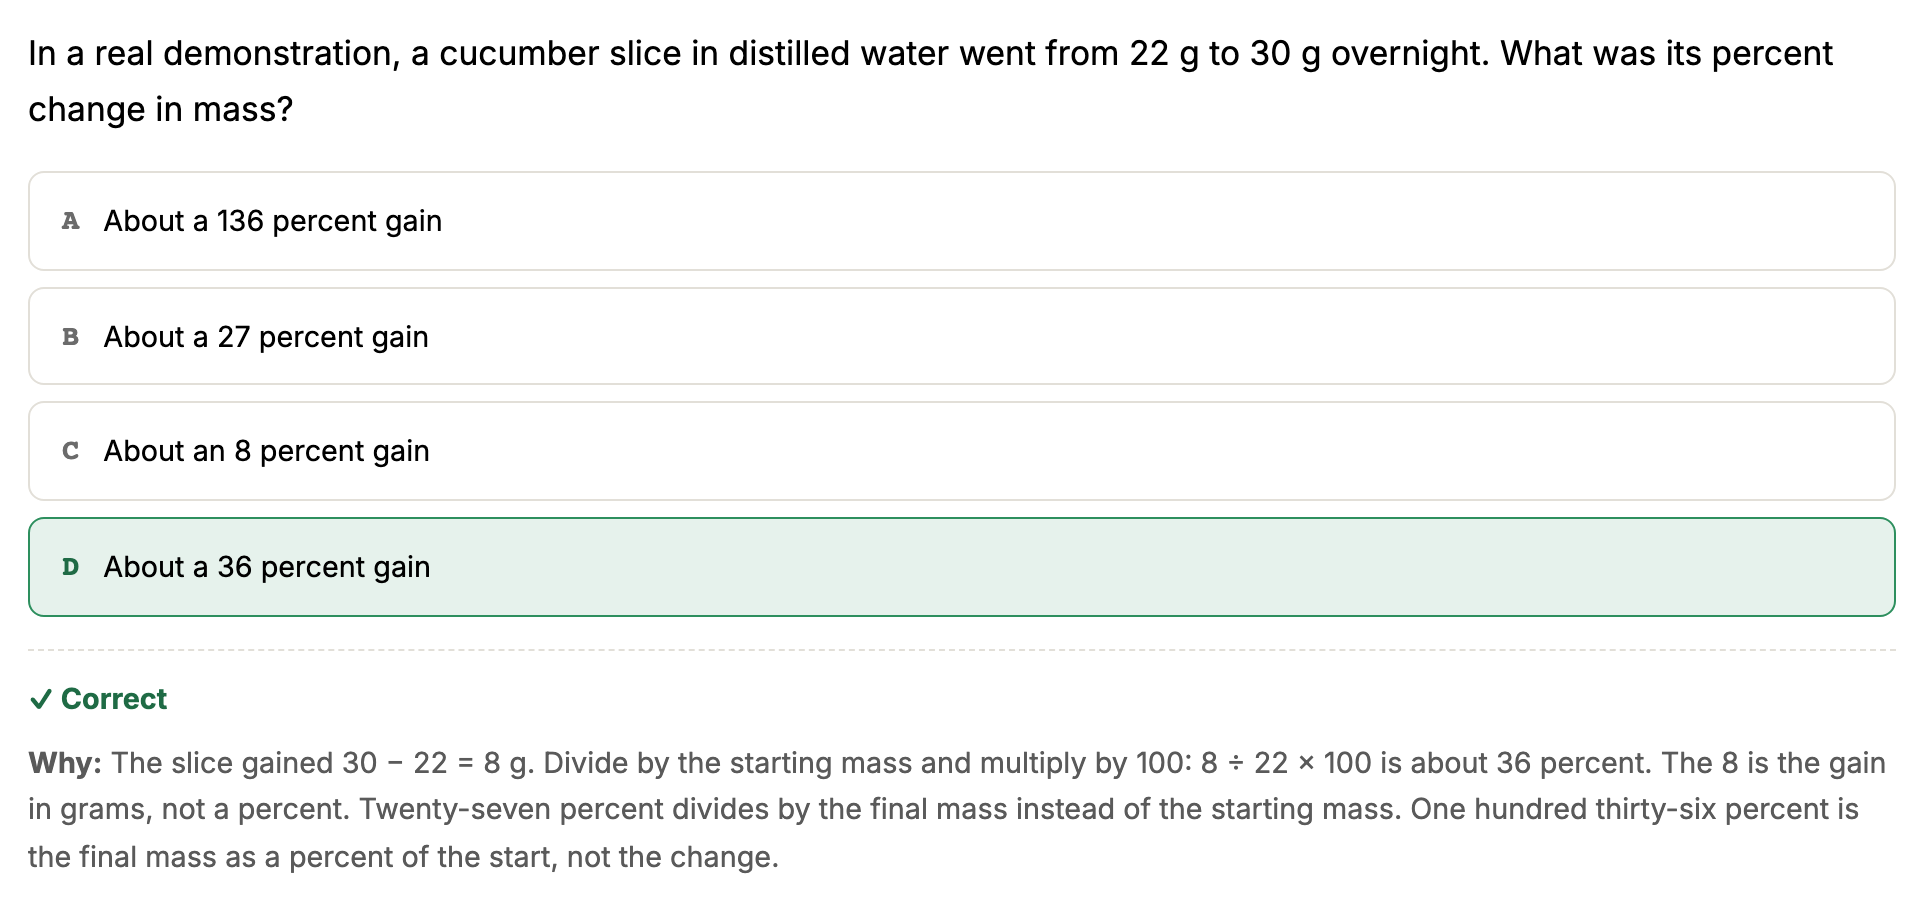 In a real demonstration, a cucumber slice in distilled water went from 22 g to 30 g overnight. What was its percent
change in mass?
A About a 136 percent gain
B About a 27 percent gain
C About an 8 percent gain
D About a 36 percent gain
✓ Correct
Why: The slice gained 30 − 22 = 8 g. Divide by the starting mass and multiply by 100: 8 ÷ 22 × 100 is about 36 percent. The 8 is the gain
in grams, not a percent. Twenty-seven percent divides by the final mass instead of the starting mass. One hundred thirty-six percent is
the final mass as a percent of the start, not the change.